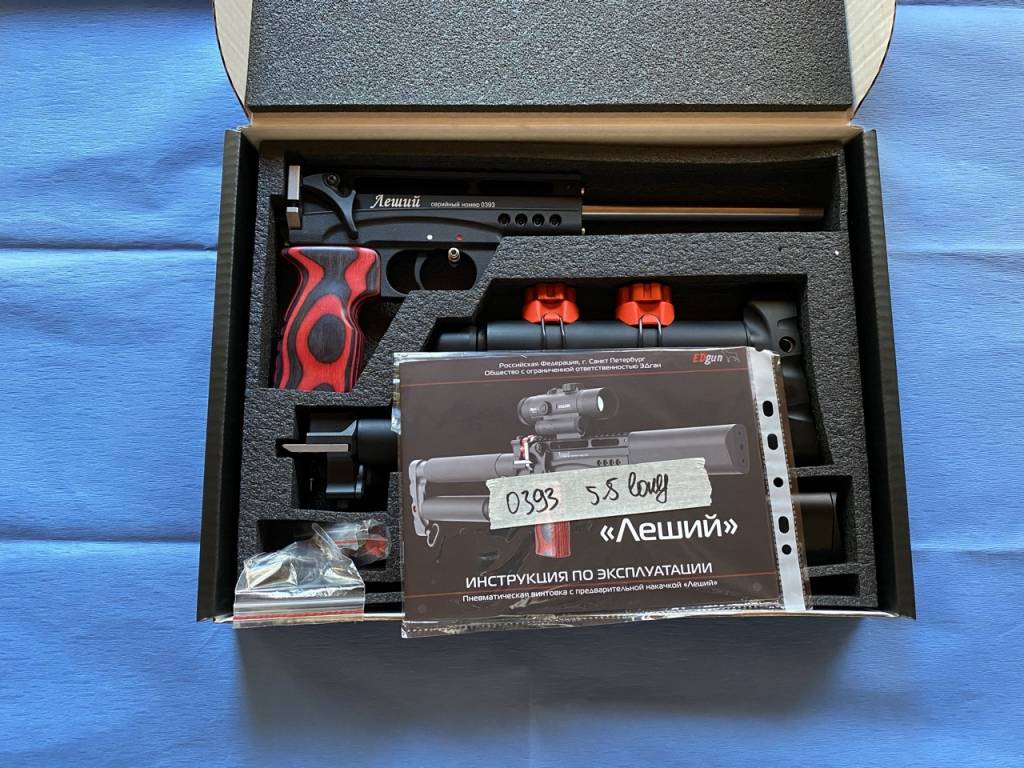 Леший серийный номер 0393
Российская Федерация, г. Санкт Петербург
Общество с ограниченной ответственностью ЭДган
EDgun
0393 5.5 long
«Леший»
ИНСТРУКЦИЯ ПО ЭКСПЛУАТАЦИИ
Пневматическая винтовка с предварительной накачкой «Леший»